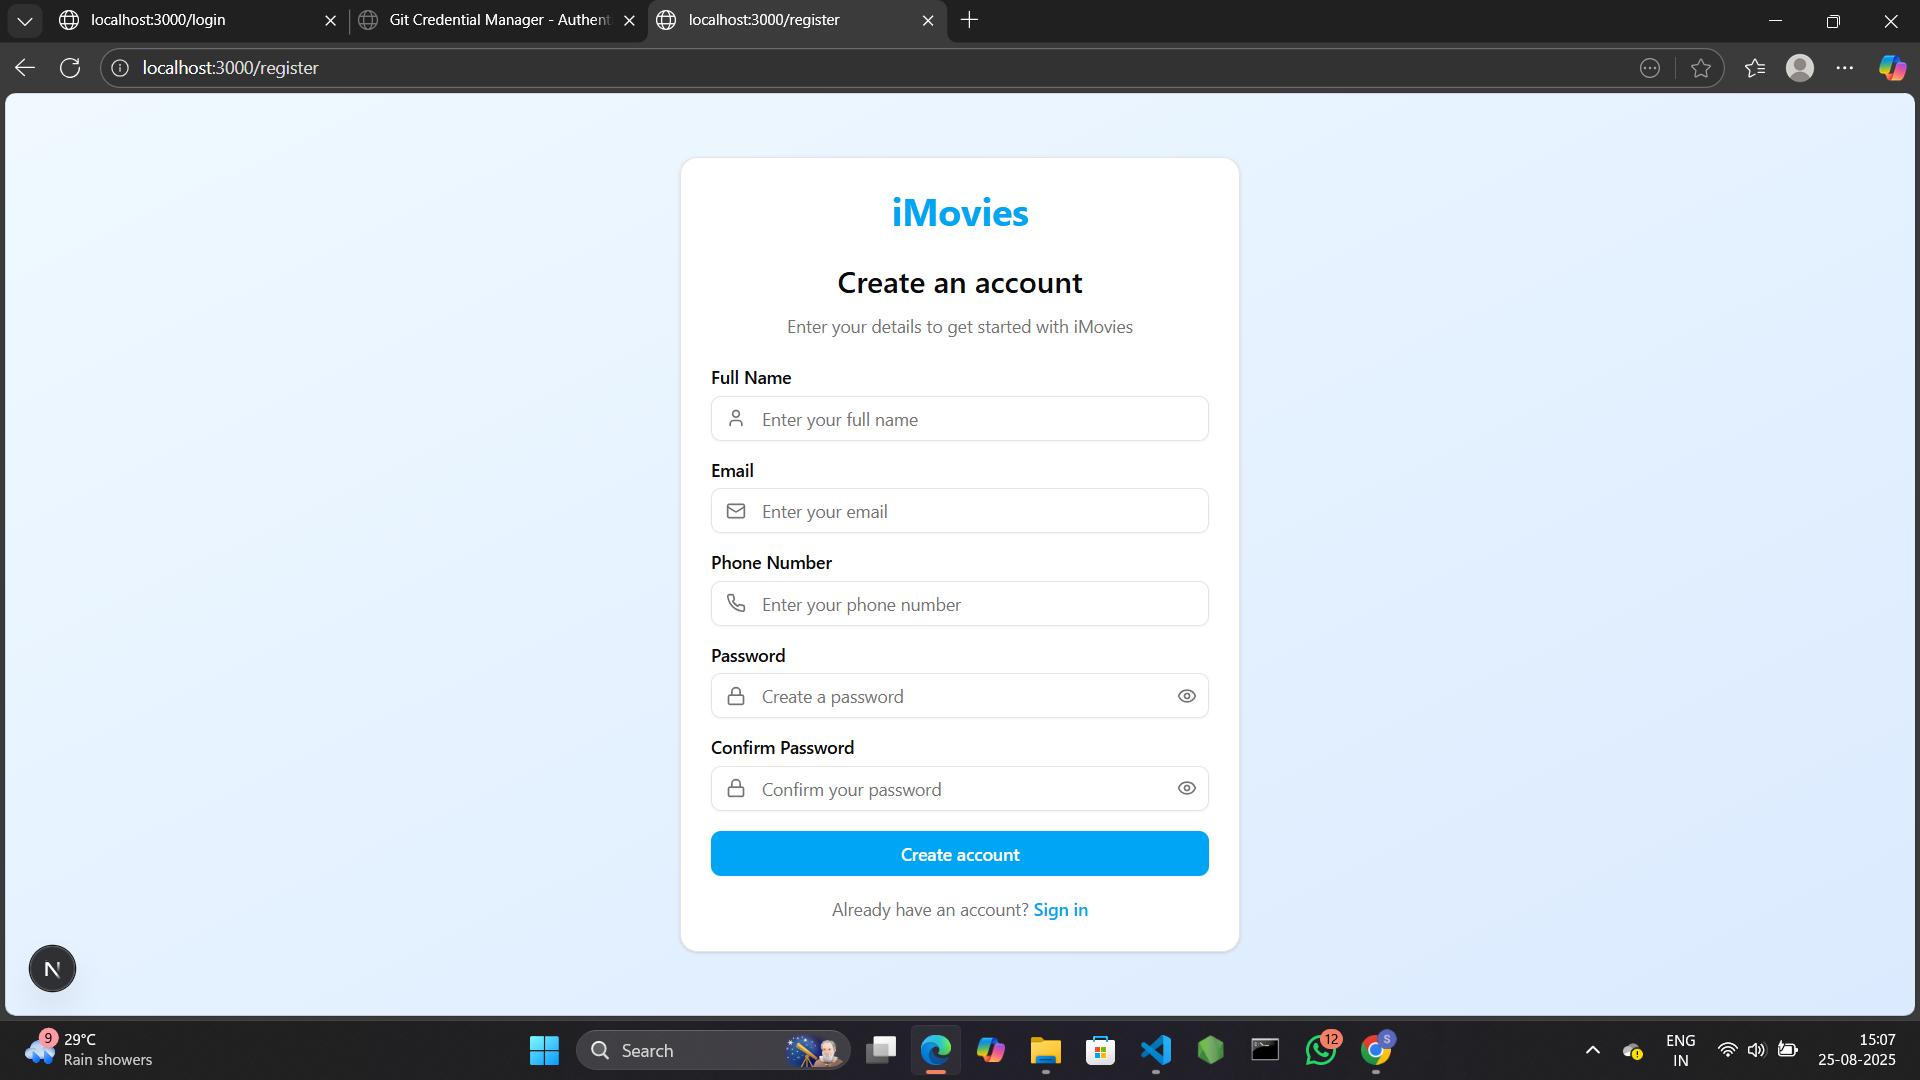 localhost:3000/login
Git Credential Manager - Authent
localhost:3000/register
localhost:3000/register
iMovies
Create an account
Enter your details to get started with iMovies
Full Name
Enter your full name
Email
Enter your email
Phone Number
Enter your phone number
Password
Create a password
Confirm Password
Confirm your password
Create account
Already have an account? Sign in
N
9
29°C
Rain showers
Search
12
S
ENG
IN
15:07
25-08-2025